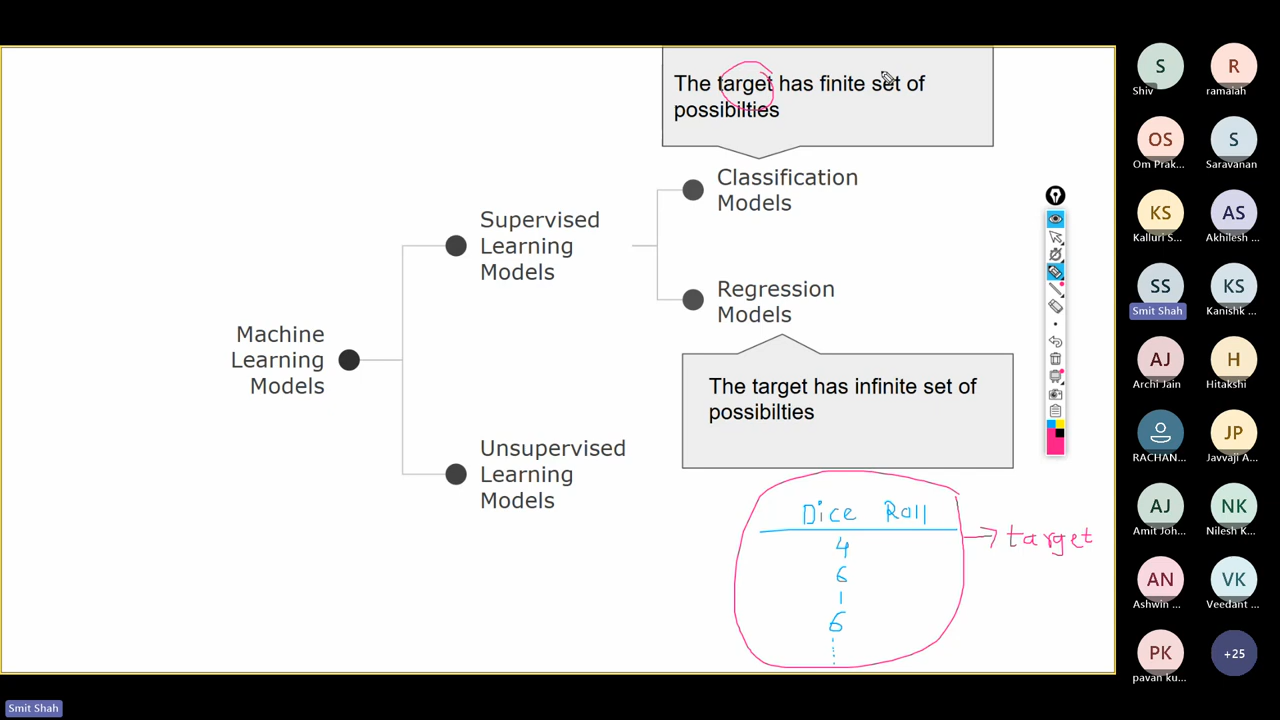 The target has finite set of
possibilties
Classification
Models
Supervised
Learning
Models
Regression
Models
Machine
Learning
Models
The target has infinite set of
possibilties
Unsupervised
Learning
Models
Dice Roll
4
6
1
6
target
S
Shiv
R
ramaiah
OS
Om Prak...
S
Saravanan
KS
Kalluri S...
AS
Akhilesh ...
SS
Smit Shah
KS
Kanishk ...
AJ
Archi Jain
H
Hitakshi
RACHAN...
JP
Javvaji A...
AJ
Amit Joh...
NK
Nilesh K...
AN
Ashwin ...
VK
Veedant ...
PK
pavan ku...
+25
Smit Shah